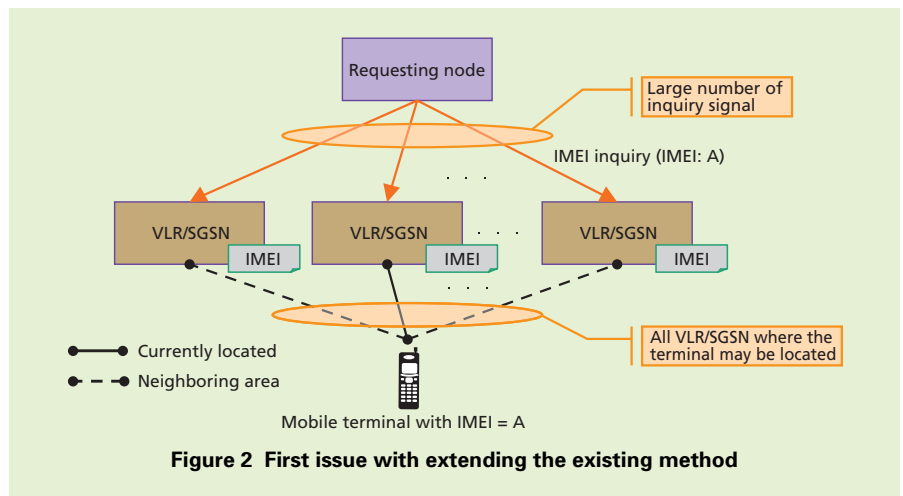 Requesting node
Large number of
inquiry signal
IMEI inquiry (IMEI: A)
. . .
VLR/SGSN
IMEI
VLR/SGSN
IMEI
. . .
VLR/SGSN
IMEI
. . .
All VLR/SGSN where the
terminal may be located
Currently located
Neighboring area
Mobile terminal with IMEI = A
Figure 2 First issue with extending the existing method